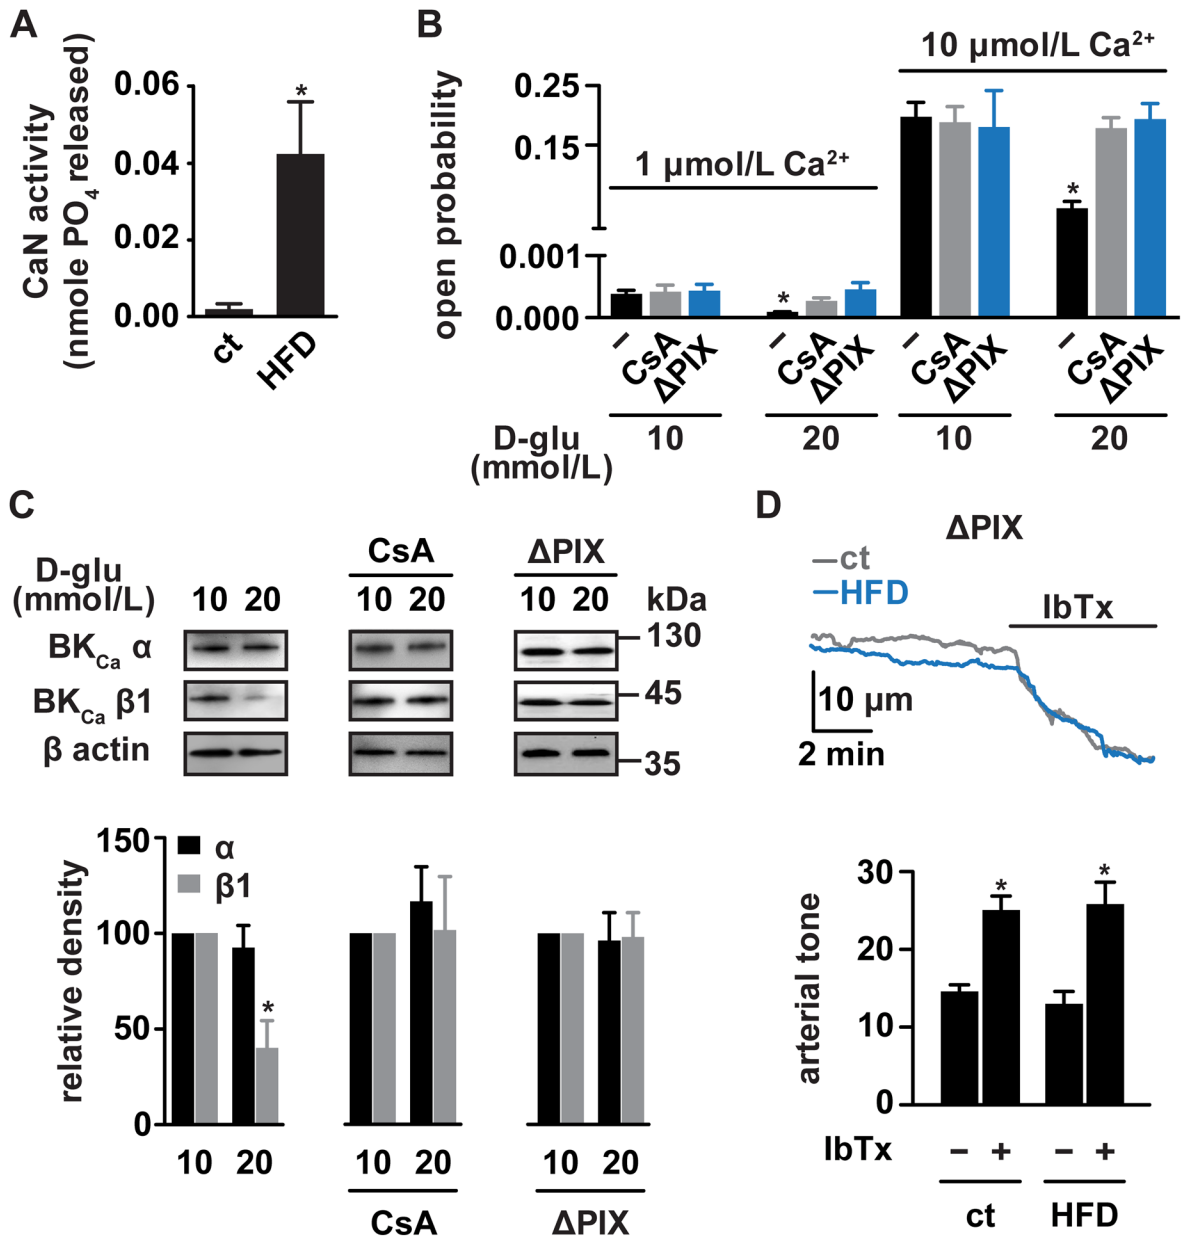 A
CaN activity
(nmole PO4 released)
0.06
0.04
0.02
0.00
*
ct
HFD
B
open probability
0.25
0.15
0.001
0.000
1 µmol/L Ca2+
10 µmol/L Ca2+
*
*
– CsA ΔPIX – CsA ΔPIX – CsA ΔPIX – CsA ΔPIX
D-glu
(mmol/L)
10 20 10 20
C
D-glu
(mmol/L)
CsA
ΔPIX
10 20 10 20 10 20 kDa
BKCa α
BKCa β1
β actin
130
45
35
relative density
150
100
50
0
α
β1
*
10 20 10 20 10 20
CsA
ΔPIX
D
ΔPIX
ct
HFD
IbTx
10 µm
2 min
arterial tone
30
20
10
0
* *
IbTx – + – +
ct HFD